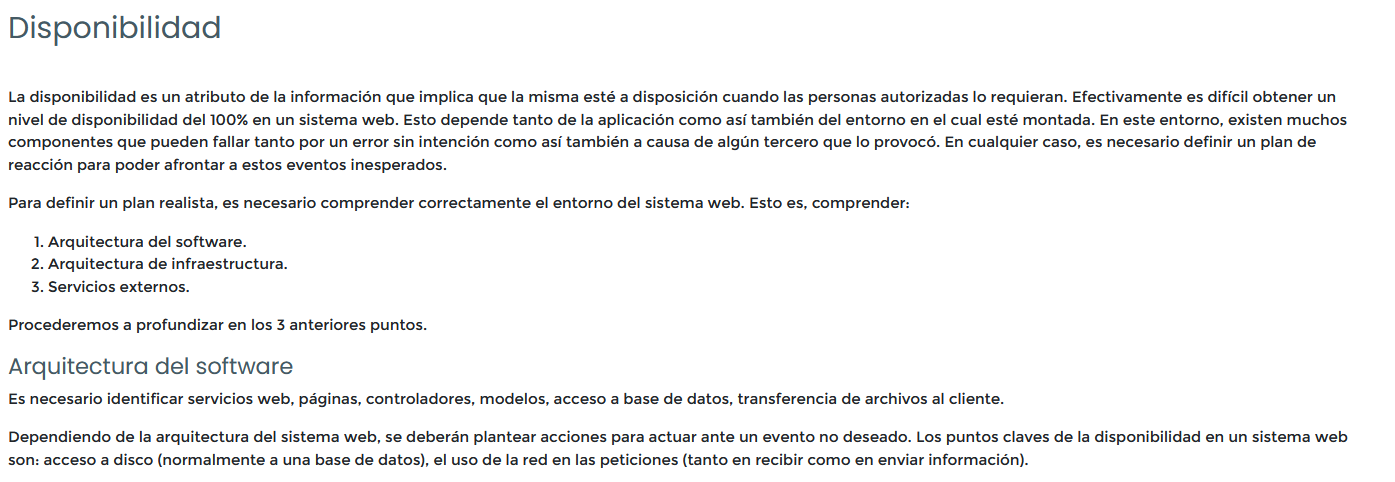 Disponibilidad
La disponibilidad es un atributo de la información que implica que la misma esté a disposición cuando las personas autorizadas lo requieran. Efectivamente es difícil obtener un
nivel de disponibilidad del 100% en un sistema web. Esto depende tanto de la aplicación como así también del entorno en el cual esté montada. En este entorno, existen muchos
componentes que pueden fallar tanto por un error sin intención como así también a causa de algún tercero que lo provocó. En cualquier caso, es necesario definir un plan de
reacción para poder afrontar a estos eventos inesperados.
Para definir un plan realista, es necesario comprender correctamente el entorno del sistema web. Esto es, comprender:
1. Arquitectura del software.
2. Arquitectura de infraestructura.
3. Servicios externos.
Procederemos a profundizar en los 3 anteriores puntos.
Arquitectura del software
Es necesario identificar servicios web, páginas, controladores, modelos, acceso a base de datos, transferencia de archivos al cliente.
Dependiendo de la arquitectura del sistema web, se deberán plantear acciones para actuar ante un evento no deseado. Los puntos claves de la disponibilidad en un sistema web
son: acceso a disco (normalmente a una base de datos), el uso de la red en las peticiones (tanto en recibir como en enviar información).